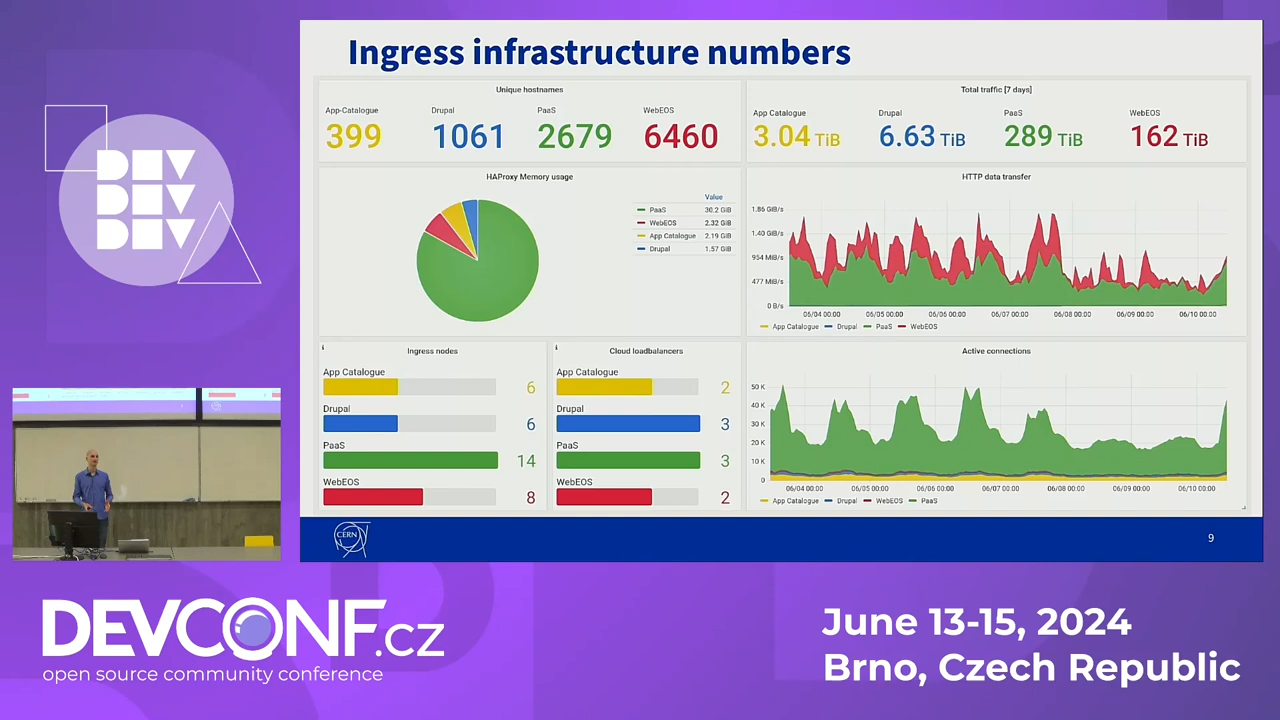 Ingress infrastructure numbers
Unique hostnames
App-Catalogue Drupal PaaS WebEOS
399 1061 2679 6460
Total traffic [7 days]
App Catalogue Drupal PaaS WebEOS
3.04 TiB 6.63 TiB 289 TiB 162 TiB
HAProxy Memory usage
Value
PaaS 30.2 GiB
WebEOS 2.32 GiB
App Catalogue 2.19 GiB
Drupal 1.57 GiB
HTTP data transfer
1.86 GiB/s
1.40 GiB/s
954 MiB/s
477 MiB/s
0 B/s
06/04 00:00 06/05 00:00 06/06 00:00 06/07 00:00 06/08 00:00 06/09 00:00 06/10 00:00
App Catalogue Drupal PaaS WebEOS
Ingress nodes
App Catalogue
6
Drupal
6
PaaS
14
WebEOS
8
Cloud loadbalancers
App Catalogue
2
Drupal
3
PaaS
3
WebEOS
2
Active connections
50 K
40 K
30 K
20 K
10 K
0
06/04 00:00 06/05 00:00 06/06 00:00 06/07 00:00 06/08 00:00 06/09 00:00 06/10 00:00
App Catalogue Drupal WebEOS PaaS
CERN
9
DEV
DEV
DEV
DEVCONF.cz
open source community conference
June 13-15, 2024
Brno, Czech Republic